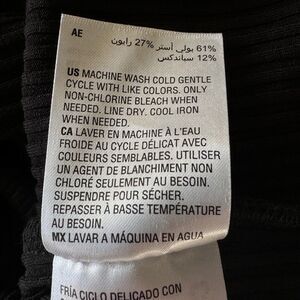 AE
61% بولي أستر 27% رايون
12% سباندكس
US MACHINE WASH COLD GENTLE
CYCLE WITH LIKE COLORS. ONLY
NON-CHLORINE BLEACH WHEN
NEEDED. LINE DRY. COOL IRON
WHEN NEEDED.
CA LAVER EN MACHINE À L'EAU
FROIDE AU CYCLE DÉLICAT AVEC
COULEURS SEMBLABLES. UTILISER
UN AGENT DE BLANCHIMENT NON
CHLORÉ SEULEMENT AU BESOIN.
SUSPENDRE POUR SÉCHER.
REPASSER À BASSE TEMPÉRATURE
AU BESOIN.
MX LAVAR A MÁQUINA EN AGUA
FRÍA CICLO DELICADO CON